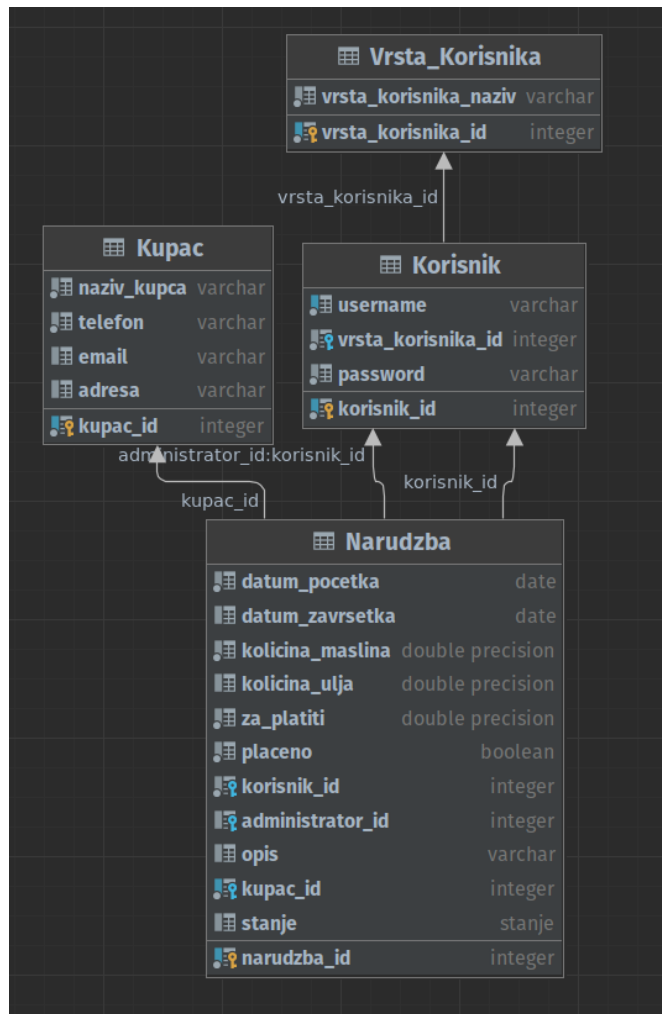 Vrsta_Korisnika
vrsta_korisnika_naziv varchar
vrsta_korisnika_id integer
vrsta_korisnika_id
Kupac
naziv_kupca varchar
telefon varchar
email varchar
adresa varchar
kupac_id integer
Korisnik
username varchar
vrsta_korisnika_id integer
password varchar
korisnik_id integer
administrator_id:korisnik_id
korisnik_id
kupac_id
Narudzba
datum_pocetka date
datum_zavrsetka date
kolicina_maslina double precision
kolicina_ulja double precision
za_platiti double precision
placeno boolean
korisnik_id integer
administrator_id integer
opis varchar
kupac_id integer
stanje stanje
narudzba_id integer